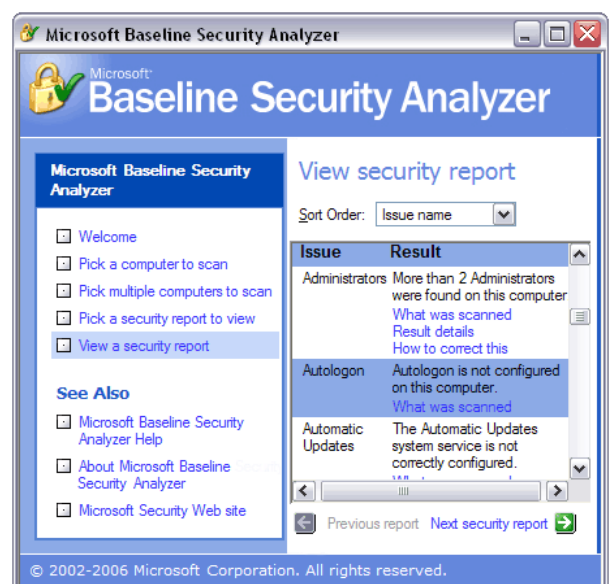 Microsoft Baseline Security Analyzer
Microsoft
Baseline Security Analyzer
Microsoft Baseline Security
Analyzer
Welcome
Pick a computer to scan
Pick multiple computers to scan
Pick a security report to view
View a security report
See Also
Microsoft Baseline Security
Analyzer Help
About Microsoft Baseline
Security Analyzer
Microsoft Security Web site
View security report
Sort Order: Issue name
Issue Result
Administrators More than 2 Administrators
were found on this computer
What was scanned
Result details
How to correct this
Autologon Autologon is not configured
on this computer.
What was scanned
Automatic The Automatic Updates
Updates system service is not
correctly configured.
Previous report Next security report
© 2002-2006 Microsoft Corporation. All rights reserved.